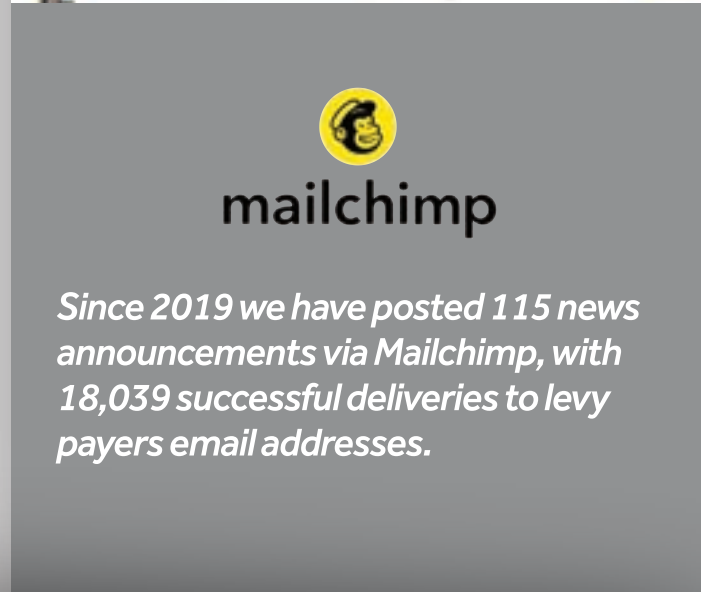 mailchimp
Since 2019 we have posted 115 news
announcements via Mailchimp, with
18,039 successful deliveries to levy
payers email addresses.